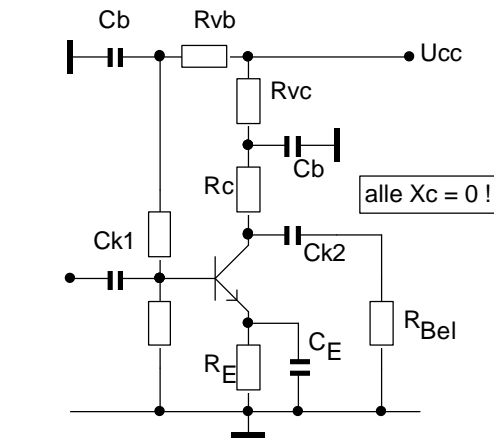 Cb
Rvb
Ucc
Rvc
Cb
Rc
alle Xc = 0 !
Ck1
Ck2
RBel
CE
RE